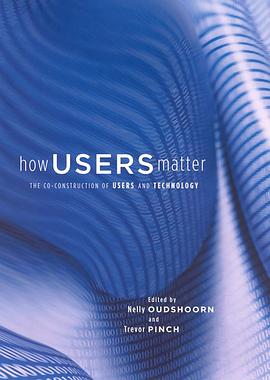 how USERS matter
THE CO-CONSTRUCTION OF USERS AND TECHNOLOGY
Edited by
Nelly OUDSHOORN
and
Trevor PINCH